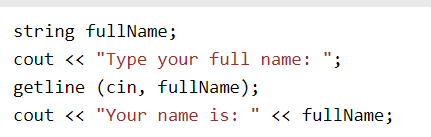 string fullName;
cout << "Type your full name: ";
getline (cin, fullName);
cout << "Your name is: " << fullName;